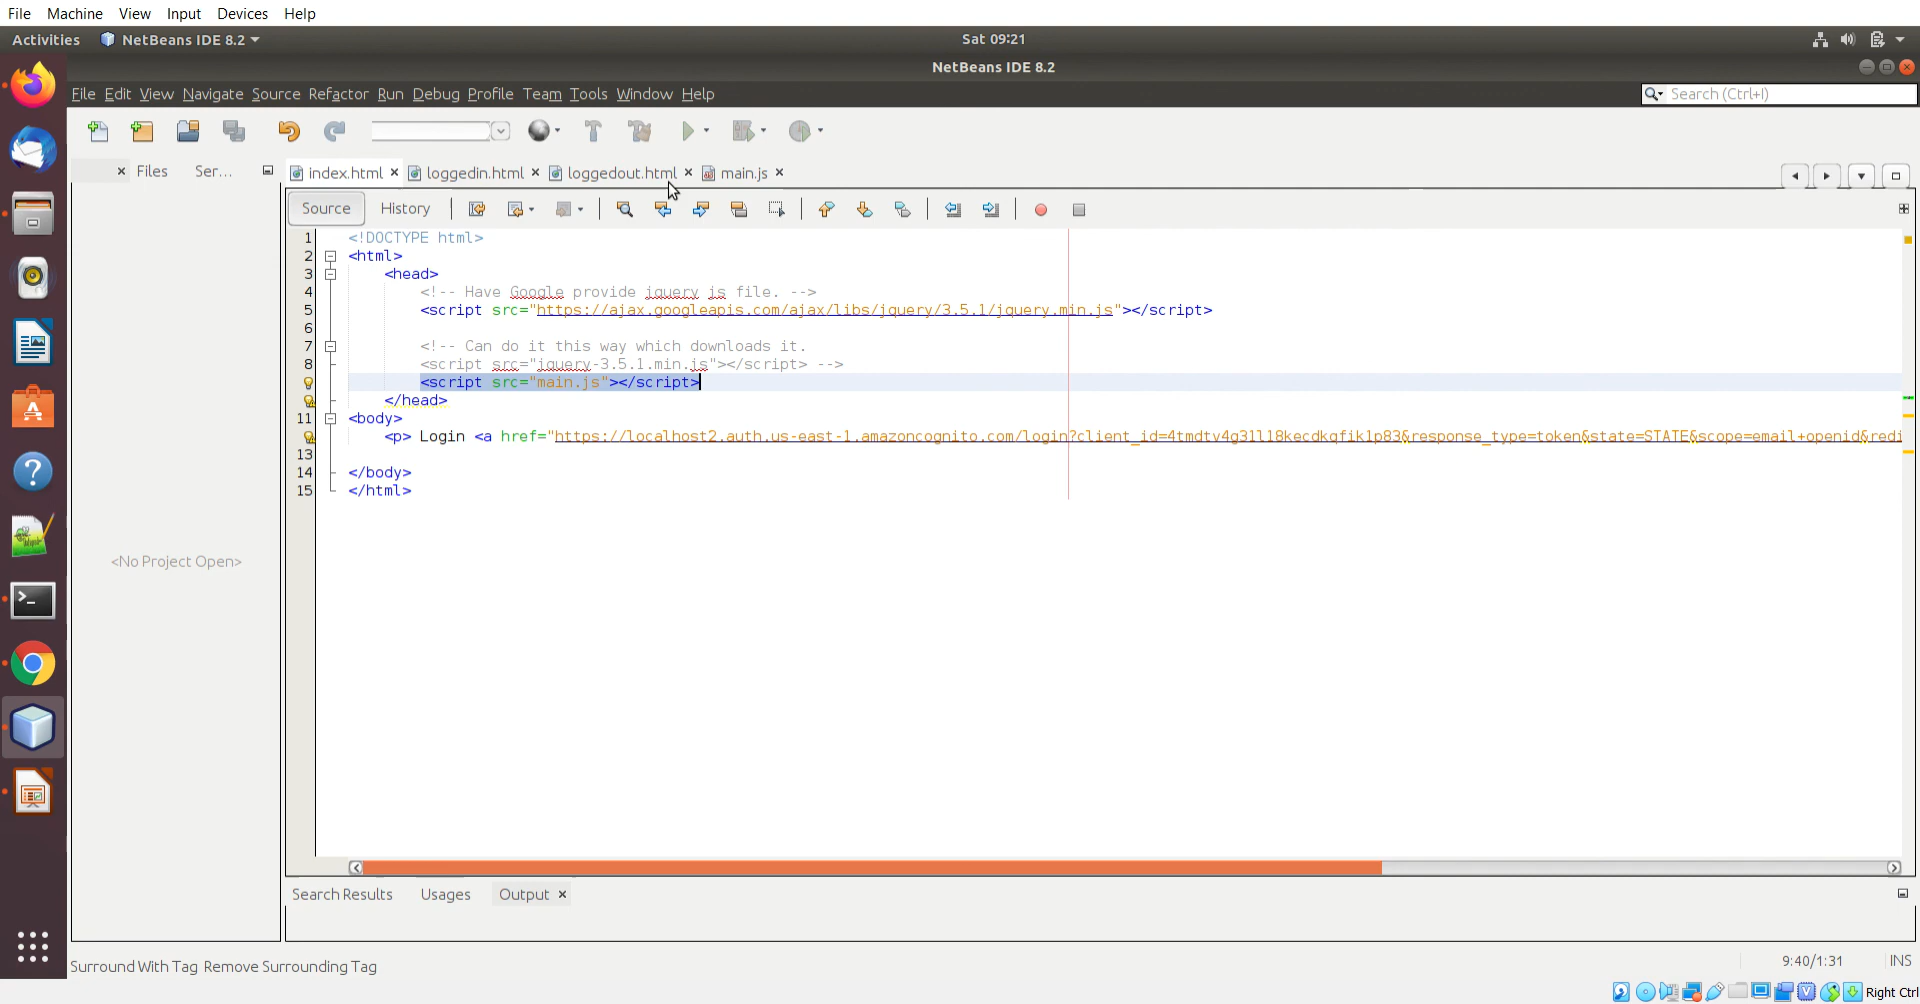 File Machine View Input Devices Help
Activities NetBeans IDE 8.2 Sat 09:21
NetBeans IDE 8.2
File Edit View Navigate Source Refactor Run Debug Profile Team Tools Window Help Search (Ctrl+I)
Files Ser... index.html loggedin.html loggedout.html main.js
Source History
1 <!DOCTYPE html>
2 <html>
3 <head>
4 <!-- Have Google provide jquery js file. -->
5 <script src="https://ajax.googleapis.com/ajax/libs/jquery/3.5.1/jquery.min.js"></script>
6
7 <!-- Can do it this way which downloads it.
8 <script src="jquery-3.5.1.min.js"></script> -->
<script src="main.js"></script>
</head>
11 <body>
<p> Login <a href="https://localhost2.auth.us-east-1.amazoncognito.com/login?client_id=4tmdtv4g31l18kecdkqfik1p83&response_type=token&state=STATE&scope=email+openid&redi
13
14 </body>
15 </html>
<No Project Open>
Search Results Usages Output
9:40/1:31 INS
Surround With Tag Remove Surrounding Tag
Right Ctrl